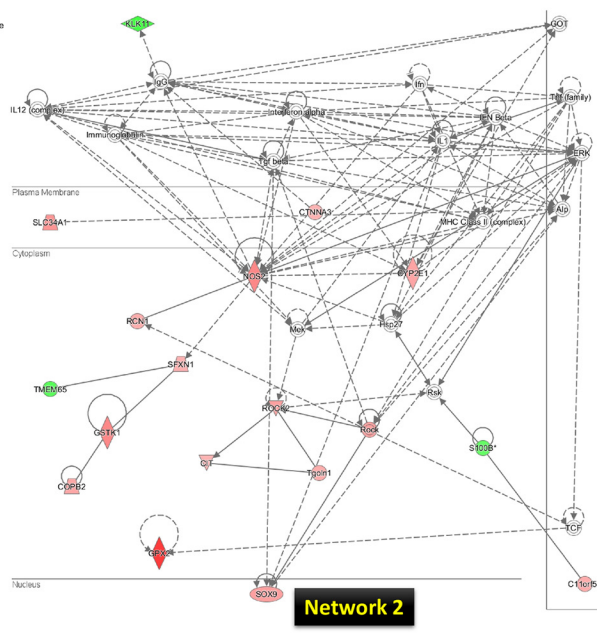 e
KLK11
GOT
IgG
Ifn
Tnf (family)
IL12 (complex)
Interferon alpha
IFN Beta
Immunoglobulin
IL1
ERK
Tgf beta
Plasma Membrane
CTNNA3
Alp
SLC34A1
MHC Class II (complex)
Cytoplasm
NOS2
CYP2E1
RCN1
Hsp27
Mek
SFXN1
TMEM65
Rsk
ROCK2
GSTK1
Rock
S100B*
CIT
Tgoln1
COPB2
TCF
GPX2
Nucleus
C11orf5
SOX9
Network 2